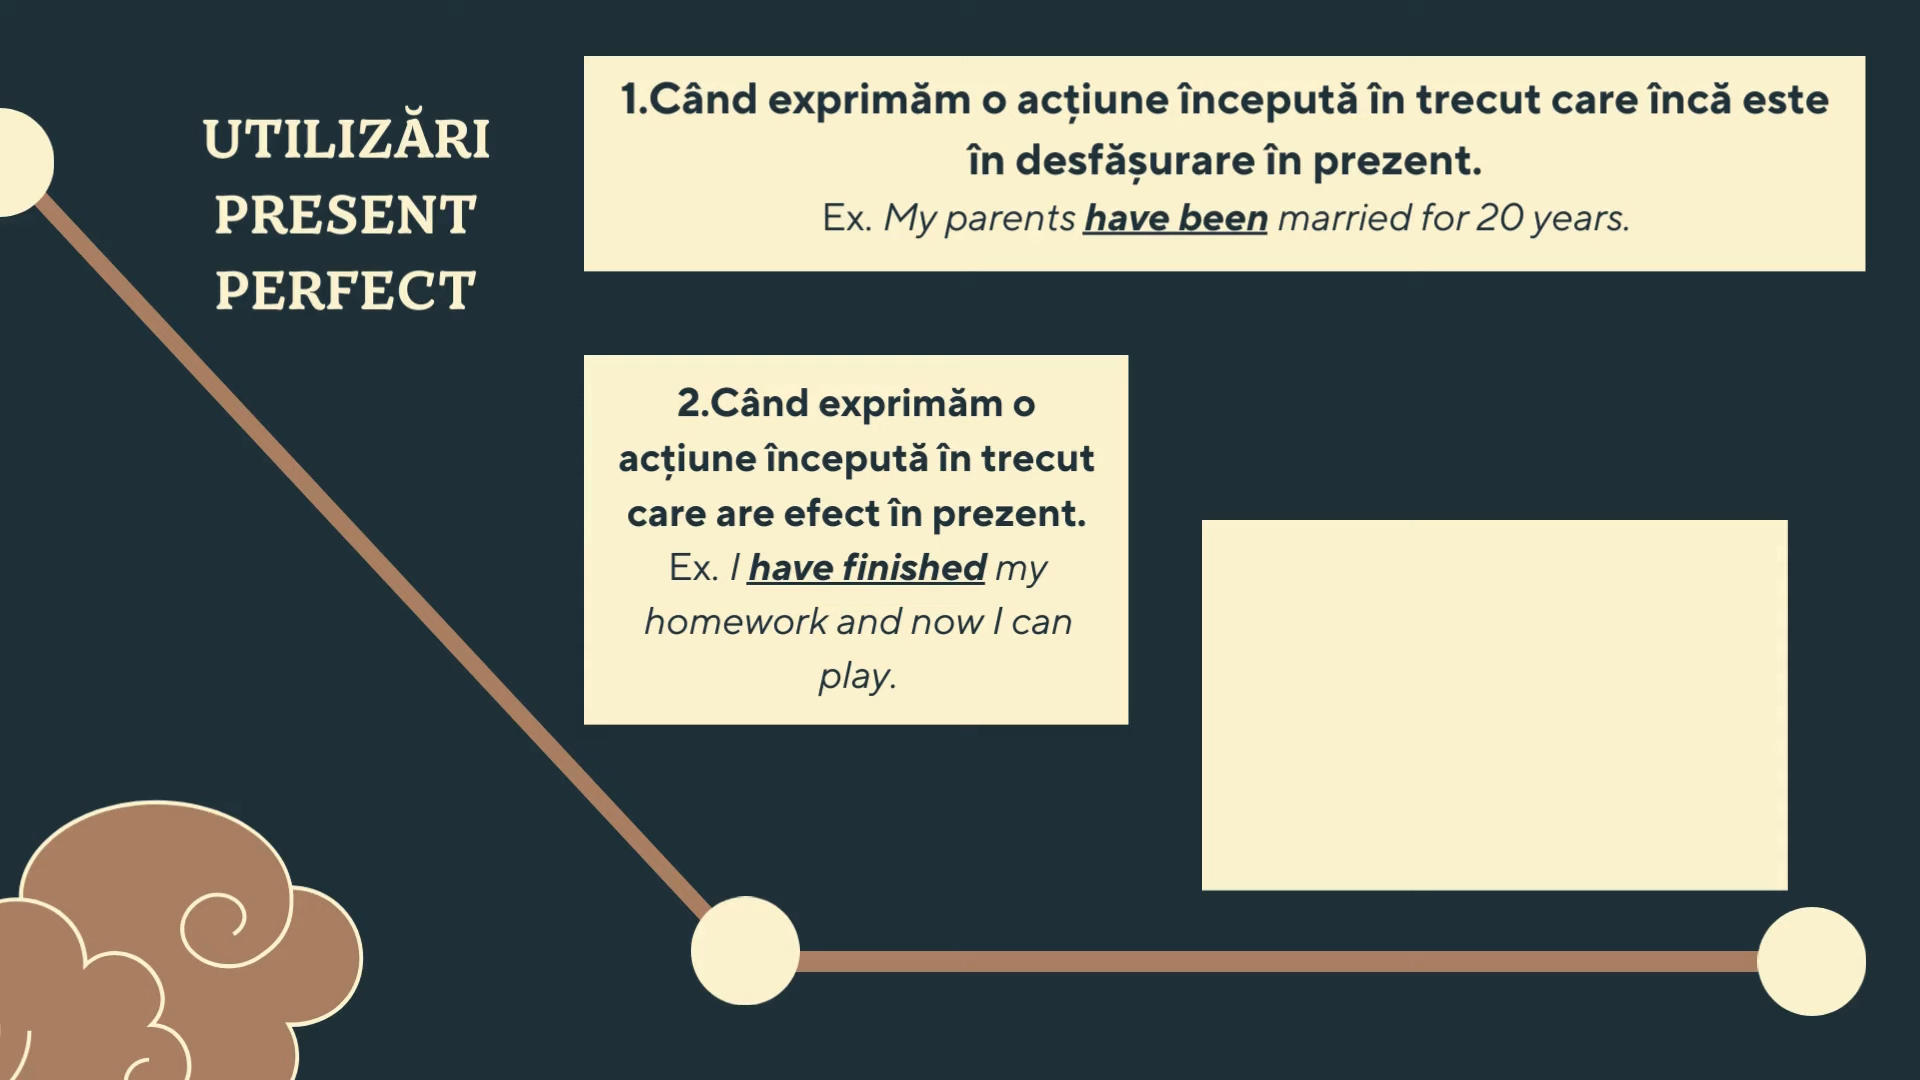 UTILIZĂRI
PRESENT
PERFECT
1.Când exprimăm o acțiune începută în trecut care încă este
în desfășurare în prezent.
Ex. My parents have been married for 20 years.
2.Când exprimăm o
acțiune începută în trecut
care are efect în prezent.
Ex. I have finished my
homework and now I can
play.